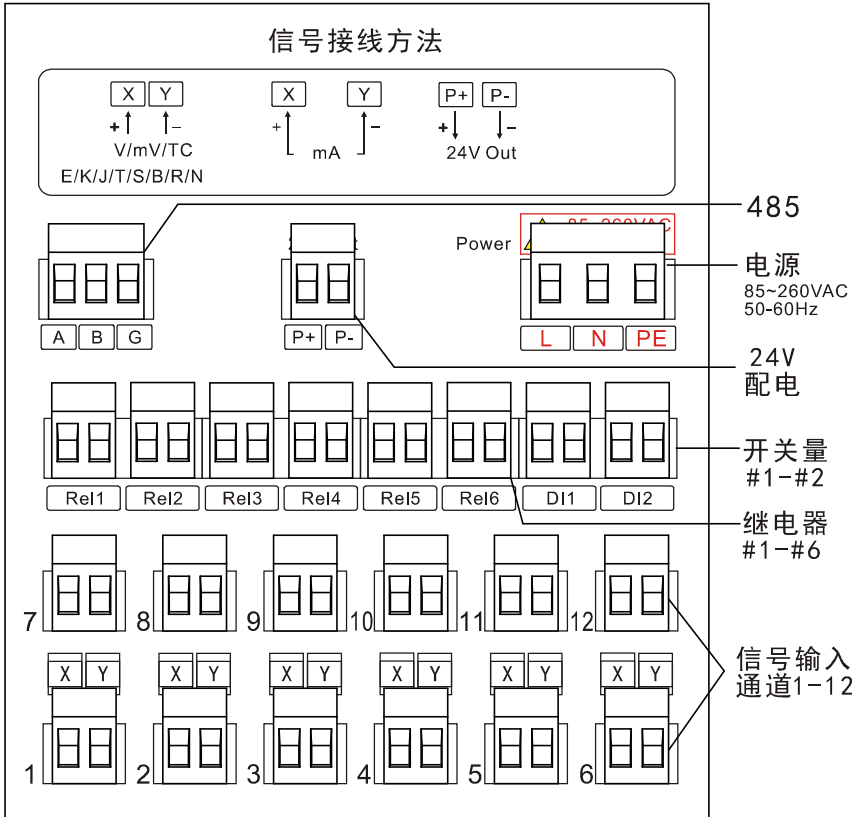 信号接线方法
X Y X Y P+ P-
+ − + − + −
V/mV/TC mA 24V Out
E/K/J/T/S/B/R/N
485
Power 85~260VAC
电源
85~260VAC
50-60Hz
A B G P+ P- L N PE
24V
配电
开关量
#1-#2
Rel1 Rel2 Rel3 Rel4 Rel5 Rel6 DI1 DI2
继电器
#1-#6
7 8 9 10 11 12
X Y X Y X Y X Y X Y X Y
信号输入
通道1-12
1 2 3 4 5 6